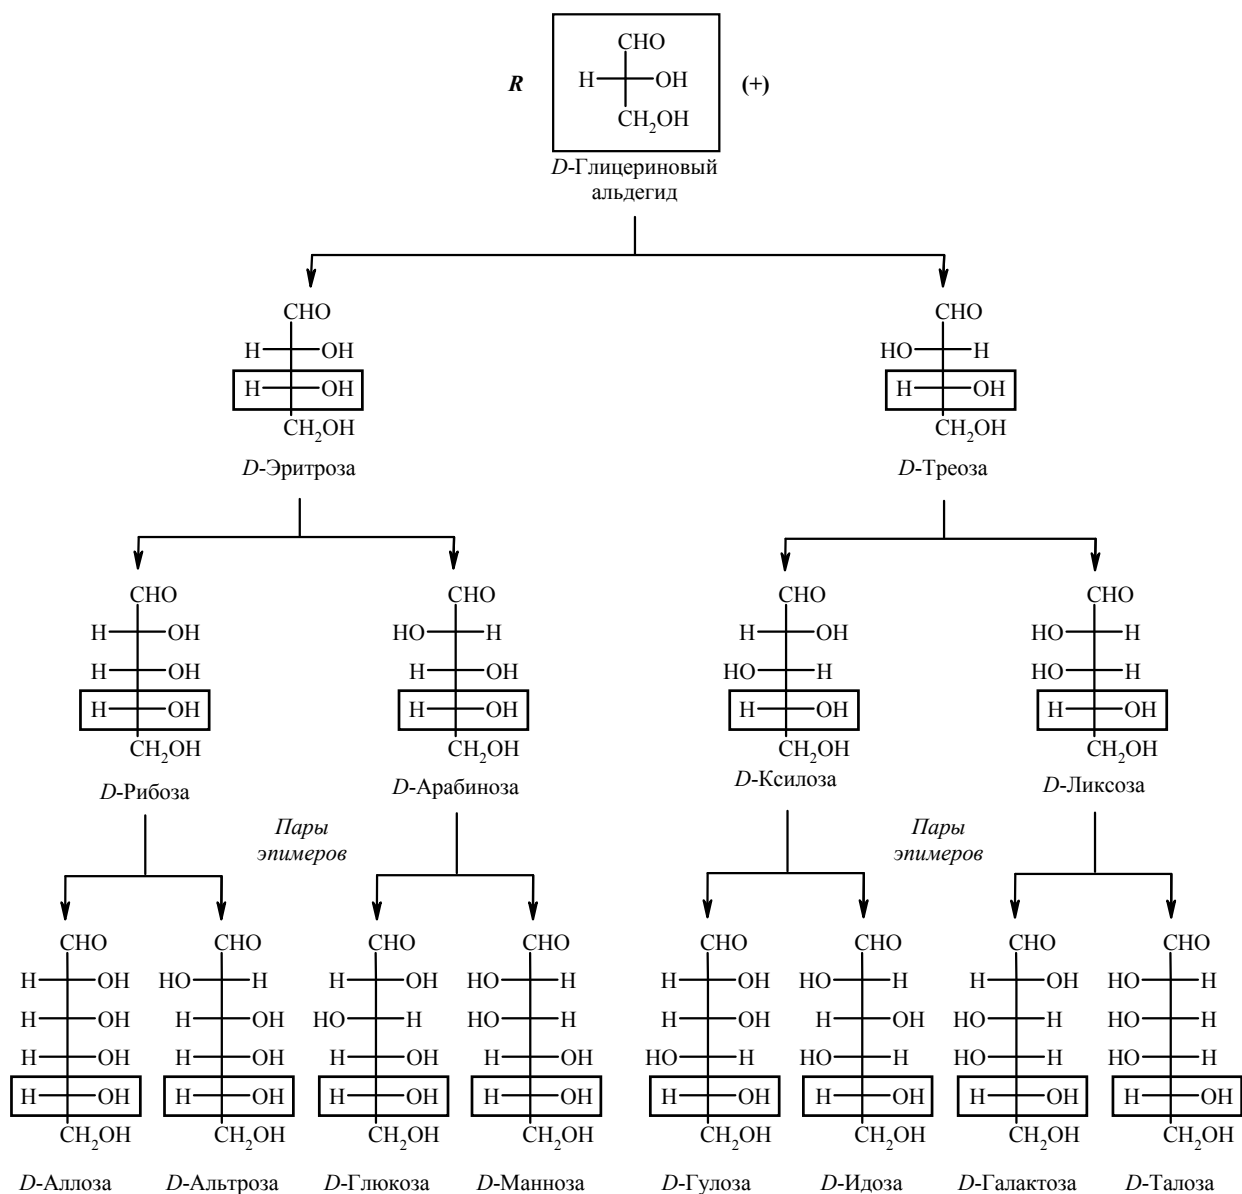 CHO
R H OH (+)
CH2OH
D-Глицериновый
альдегид
CHO CHO
H OH HO H
H OH H OH
CH2OH CH2OH
D-Эритроза D-Треоза
CHO CHO CHO CHO
H OH HO H H OH HO H
H OH H OH HO H HO H
H OH H OH H OH H OH
CH2OH CH2OH CH2OH CH2OH
D-Рибоза D-Арабиноза D-Ксилоза D-Ликсоза
Пары Пары
эпимеров эпимеров
CHO CHO CHO CHO CHO CHO CHO CHO
H OH HO H H OH HO H H OH HO H H OH HO H
H OH H OH HO H HO H H OH H OH HO H HO H
H OH H OH H OH H OH HO H HO H HO H HO H
H OH H OH H OH H OH H OH H OH H OH H OH
CH2OH CH2OH CH2OH CH2OH CH2OH CH2OH CH2OH CH2OH
D-Аллоза D-Альтроза D-Глюкоза D-Манноза D-Гулоза D-Идоза D-Галактоза D-Талоза